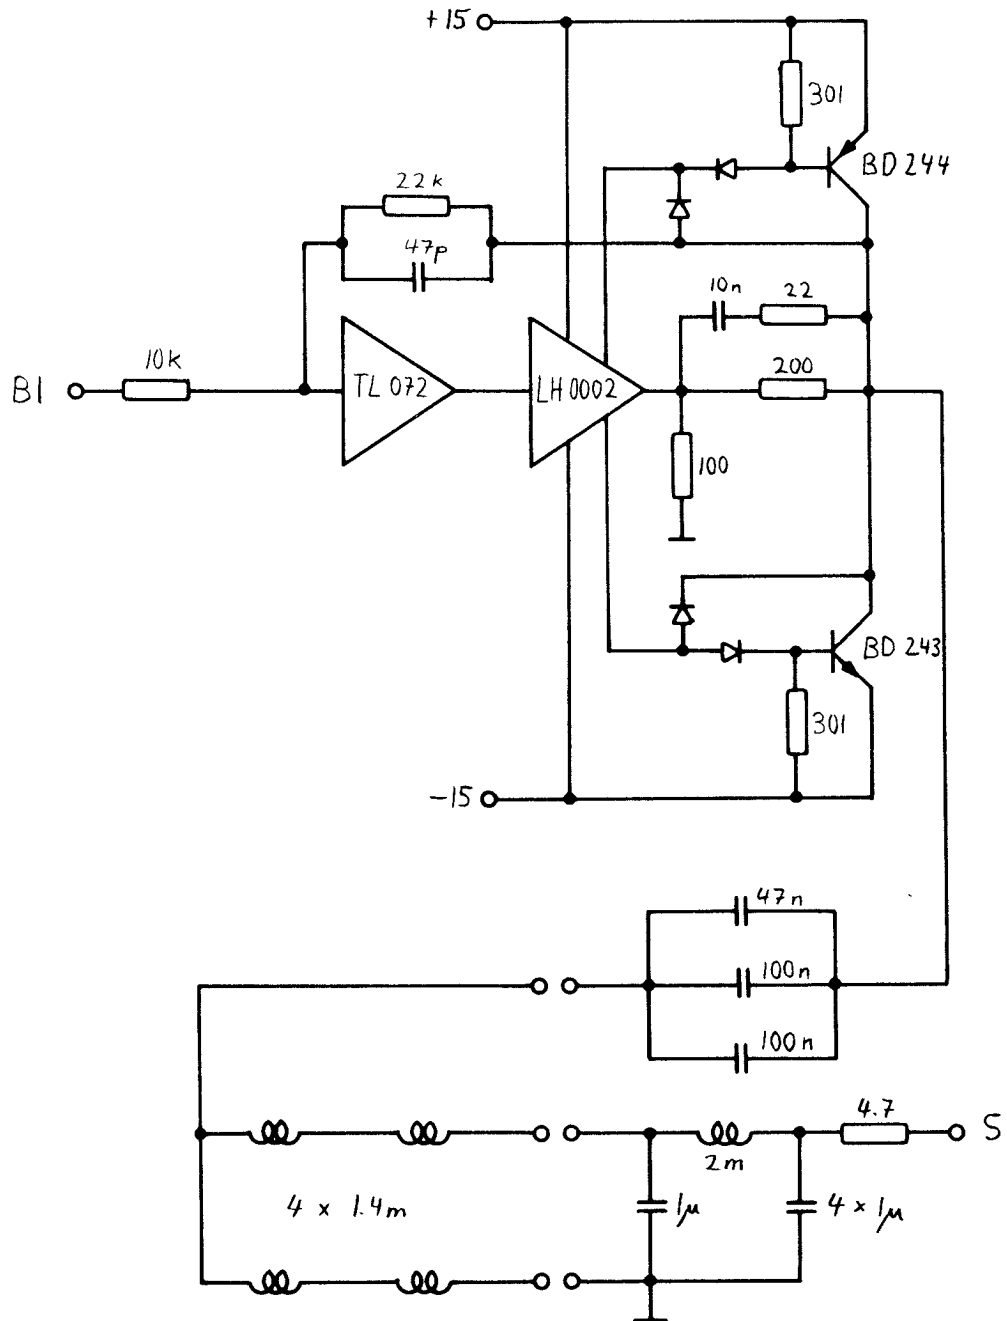 +15
301
BD 244
22k
47p
10n
22
10k
B1
TL 072
LH 0002
200
100
BD 243
301
-15
47n
100n
100n
4.7
S
2m
4 x 1.4m
1μ
4 x 1μ